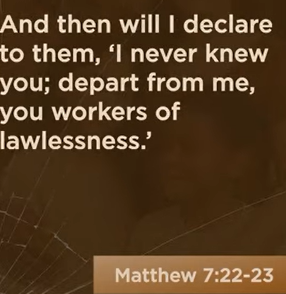 And then will I declare
to them, ‘I never knew
you; depart from me,
you workers of
lawlessness.’
Matthew 7:22-23